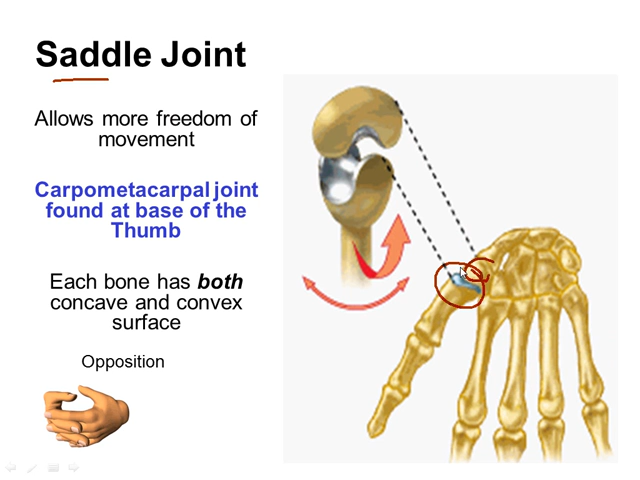 Saddle Joint
Allows more freedom of
movement
Carpometacarpal joint
found at base of the
Thumb
Each bone has both
concave and convex
surface
Opposition